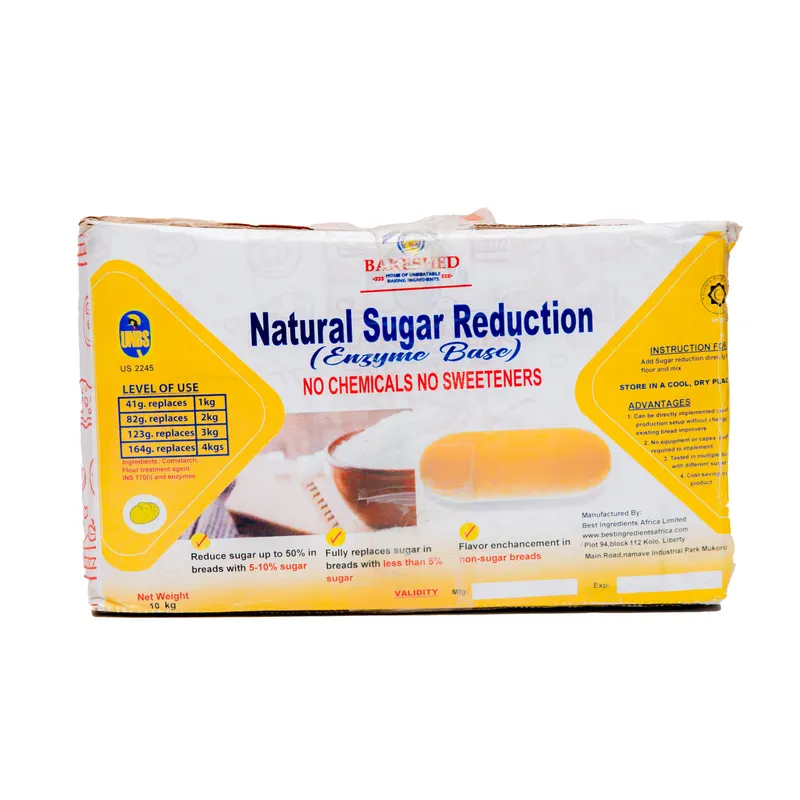 BAKESMED
HOME OF UNBEATABLE
BAKING INGREDIENTS
Natural Sugar Reduction
(Enzyme Base)
NO CHEMICALS NO SWEETENERS
UNBS
US 2245
LEVEL OF USE
41g. replaces 1kg
82g. replaces 2kg
123g. replaces 3kg
164g. replaces 4kgs
Ingredients: Cornstarch,
Flour treatment agent
INS 170(i) and enzymes
Reduce sugar up to 50% in
breads with 5-10% sugar
Fully replaces sugar in
breads with less than 5%
sugar
Flavor enchancement in
non-sugar breads
INSTRUCTION FO
Add Sugar reduction directl
flour and mix
STORE IN A COOL, DRY PLAC
ADVANTAGES
1. Can be directly implemented
production setup without chang
existing bread improvers
2. No equipment or capex
required to implement
3. Tested in multiple
with different sugar
4. Cost saving
product
Manufactured By:
Best Ingredients Africa Limited
www.bestingredientsafrica.com
Plot 94,block 112 Kolo, Liberty
Main Road,namave Industrial Park Mukono
Net Weight
10 kg
VALIDITY Mfg: Exp: